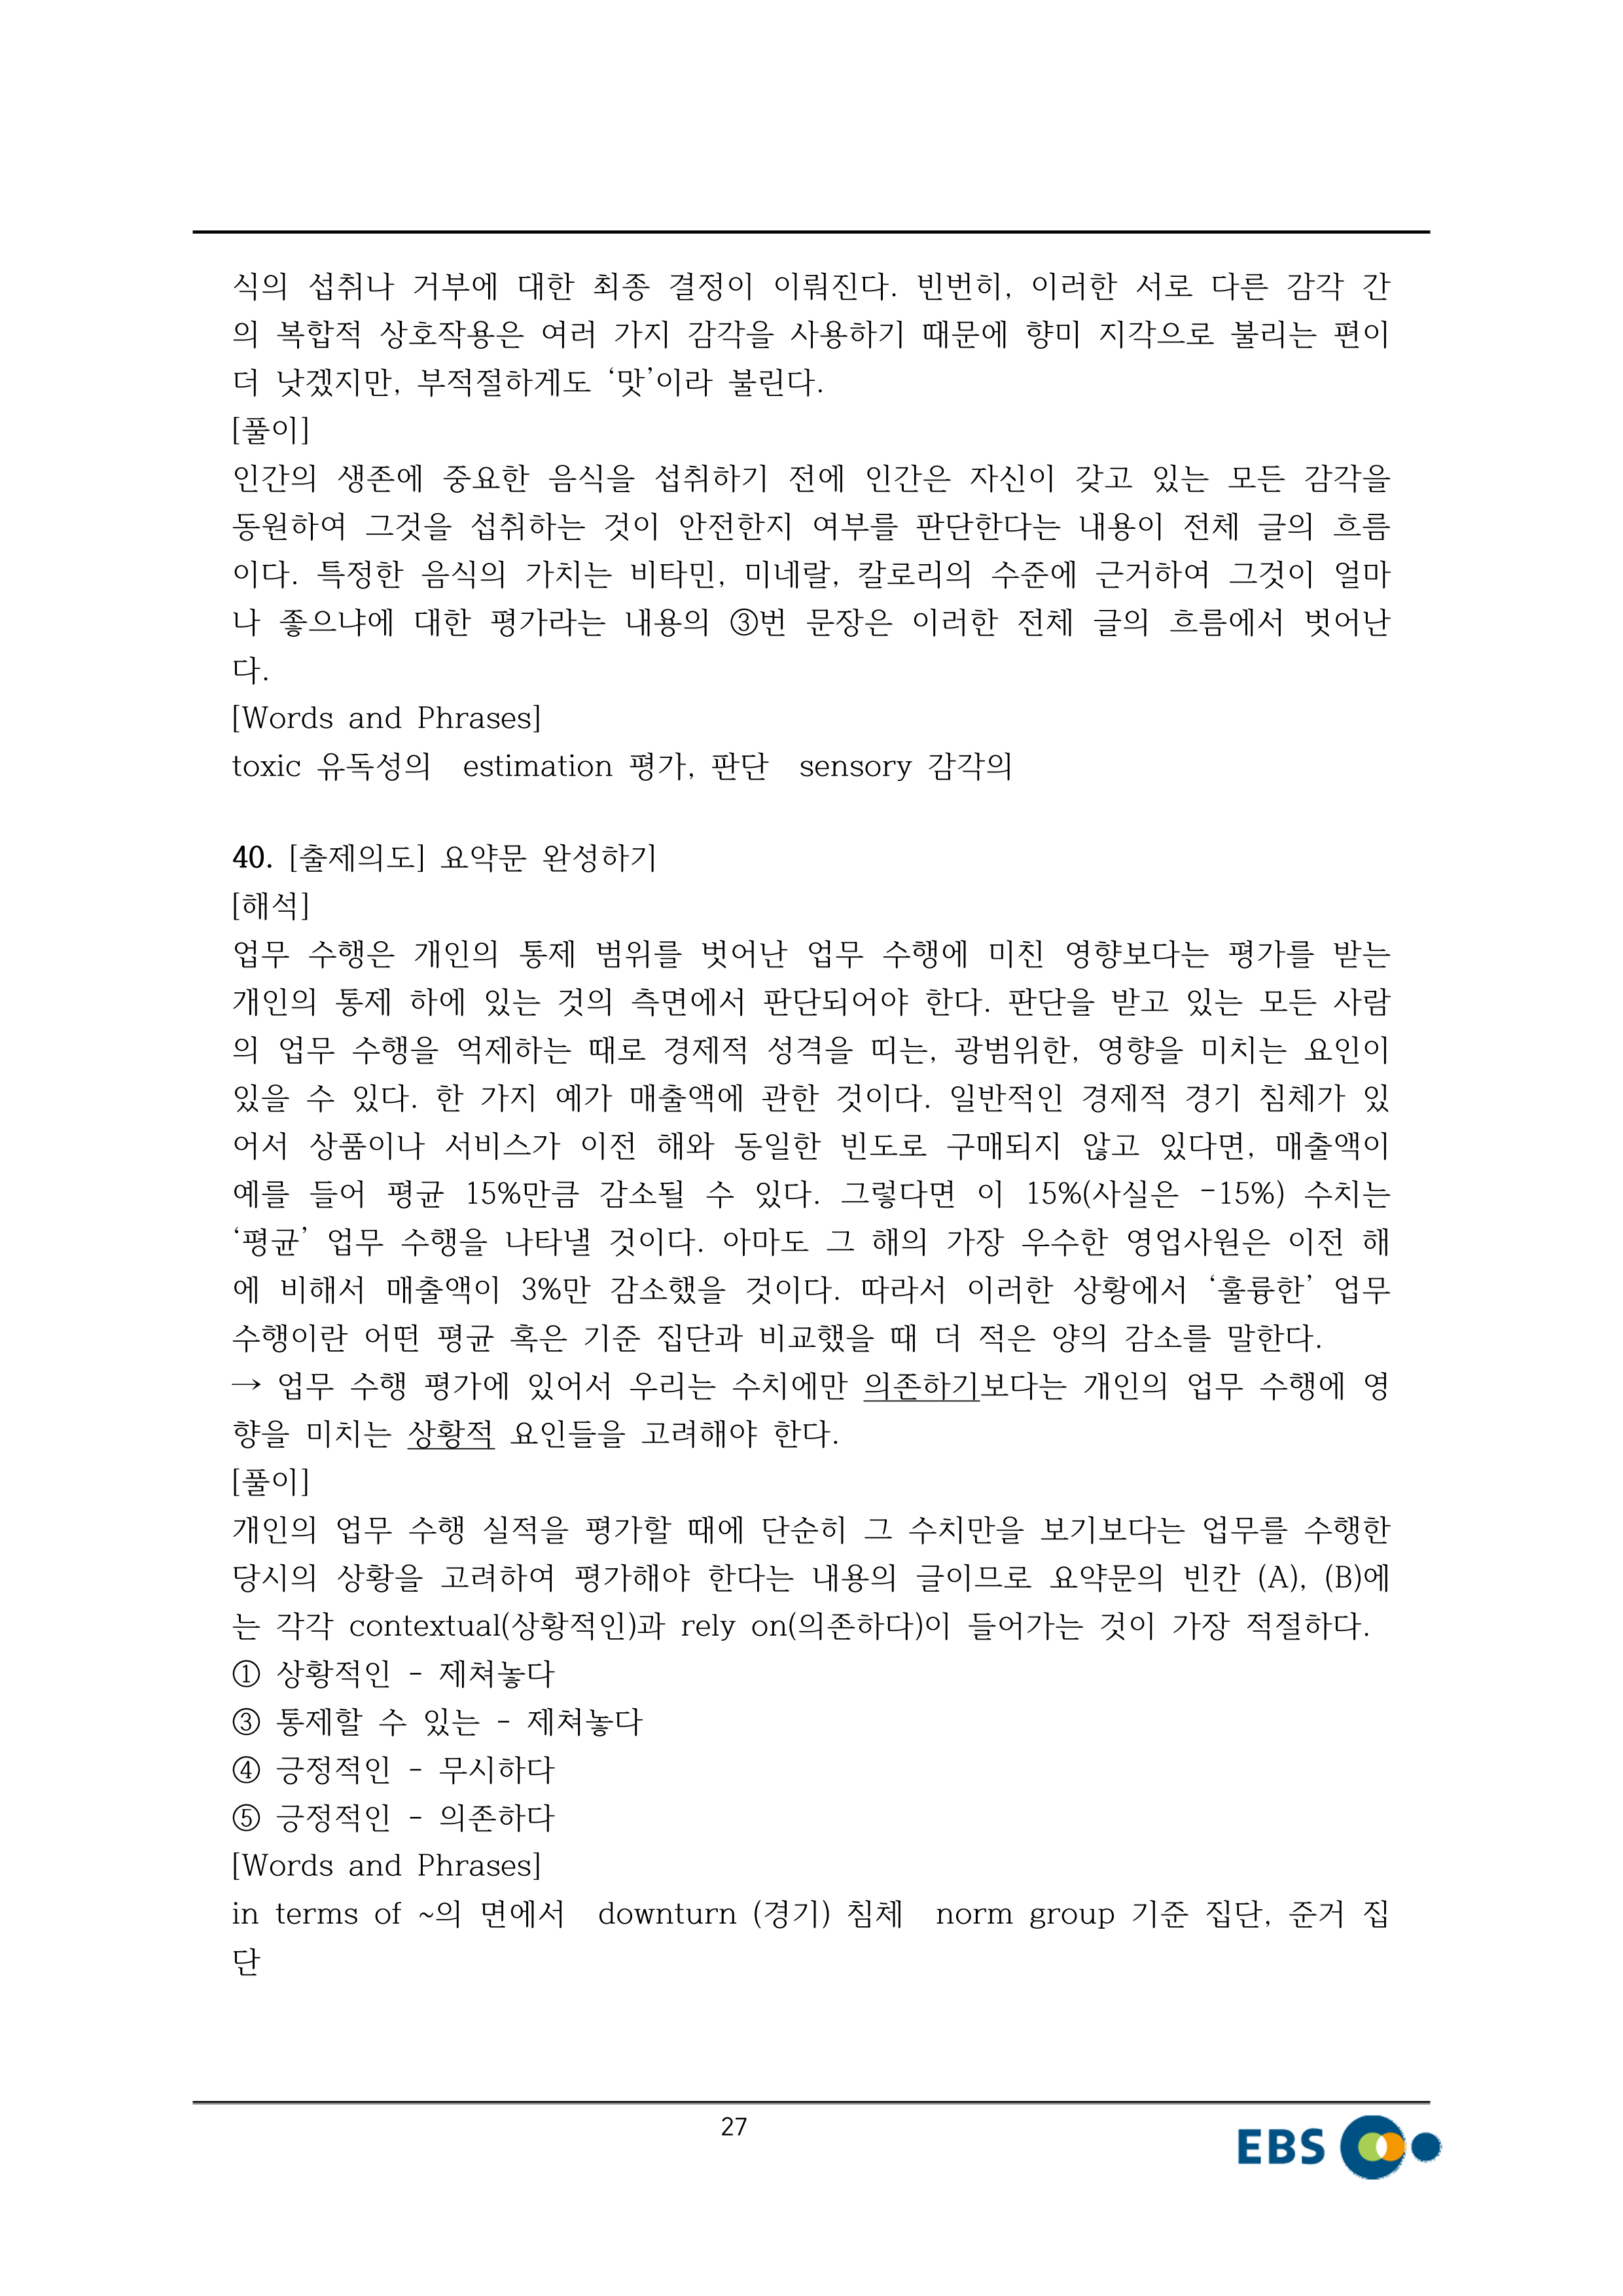 식의 섭취나 거부에 대한 최종 결정이 이뤄진다. 빈번히, 이러한 서로 다른 감각 간
의 복합적 상호작용은 여러 가지 감각을 사용하기 때문에 향미 지각으로 불리는 편이
더 낫겠지만, 부적절하게도 ‘맛’이라 불린다.
[풀이]
인간의 생존에 중요한 음식을 섭취하기 전에 인간은 자신이 갖고 있는 모든 감각을
동원하여 그것을 섭취하는 것이 안전한지 여부를 판단한다는 내용이 전체 글의 흐름
이다. 특정한 음식의 가치는 비타민, 미네랄, 칼로리의 수준에 근거하여 그것이 얼마
나 좋으냐에 대한 평가라는 내용의 ③번 문장은 이러한 전체 글의 흐름에서 벗어난
다.
[Words and Phrases]
toxic 유독성의  estimation 평가, 판단  sensory 감각의
40. [출제의도] 요약문 완성하기
[해석]
업무 수행은 개인의 통제 범위를 벗어난 업무 수행에 미친 영향보다는 평가를 받는
개인의 통제 하에 있는 것의 측면에서 판단되어야 한다. 판단을 받고 있는 모든 사람
의 업무 수행을 억제하는 때로 경제적 성격을 띠는, 광범위한, 영향을 미치는 요인이
있을 수 있다. 한 가지 예가 매출액에 관한 것이다. 일반적인 경제적 경기 침체가 있
어서 상품이나 서비스가 이전 해와 동일한 빈도로 구매되지 않고 있다면, 매출액이
예를 들어 평균 15%만큼 감소될 수 있다. 그렇다면 이 15%(사실은 -15%) 수치는
‘평균’ 업무 수행을 나타낼 것이다. 아마도 그 해의 가장 우수한 영업사원은 이전 해
에 비해서 매출액이 3%만 감소했을 것이다. 따라서 이러한 상황에서 ‘훌륭한’ 업무
수행이란 어떤 평균 혹은 기준 집단과 비교했을 때 더 적은 양의 감소를 말한다.
→ 업무 수행 평가에 있어서 우리는 수치에만 의존하기보다는 개인의 업무 수행에 영
향을 미치는 상황적 요인들을 고려해야 한다.
[풀이]
개인의 업무 수행 실적을 평가할 때에 단순히 그 수치만을 보기보다는 업무를 수행한
당시의 상황을 고려하여 평가해야 한다는 내용의 글이므로 요약문의 빈칸 (A), (B)에
는 각각 contextual(상황적인)과 rely on(의존하다)이 들어가는 것이 가장 적절하다.
① 상황적인 - 제쳐놓다
③ 통제할 수 있는 - 제쳐놓다
④ 긍정적인 - 무시하다
⑤ 긍정적인 - 의존하다
[Words and Phrases]
in terms of ~의 면에서  downturn (경기) 침체  norm group 기준 집단, 준거 집
단
27
EBS